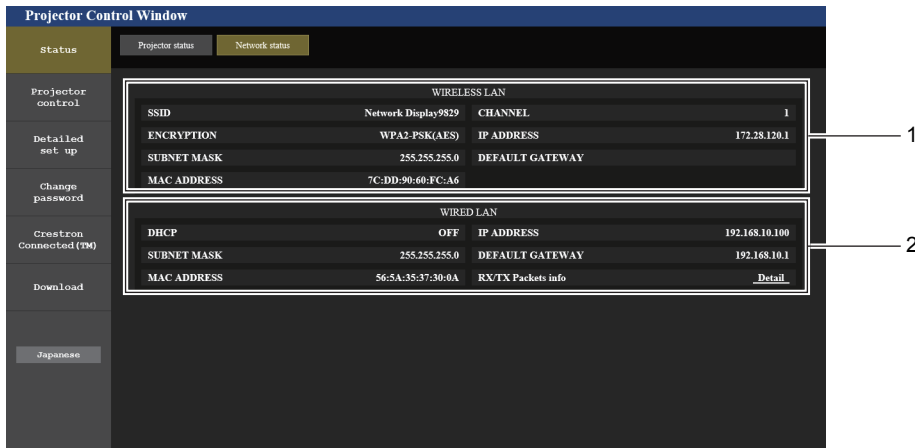 Projector Control Window
Status
Projector status
Network status
Projector
control
Detailed
set up
Change
password
Crestron
Connected(TM)
Download
Japanese
WIRELESS LAN
SSID Network Display9829 CHANNEL 1
ENCRYPTION WPA2-PSK(AES) IP ADDRESS 172.28.120.1
SUBNET MASK 255.255.255.0 DEFAULT GATEWAY
MAC ADDRESS 7C:DD:90:60:FC:A6
1
WIRED LAN
DHCP OFF IP ADDRESS 192.168.10.100
SUBNET MASK 255.255.255.0 DEFAULT GATEWAY 192.168.10.1
MAC ADDRESS 56:5A:35:37:30:0A RX/TX Packets info Detail
2